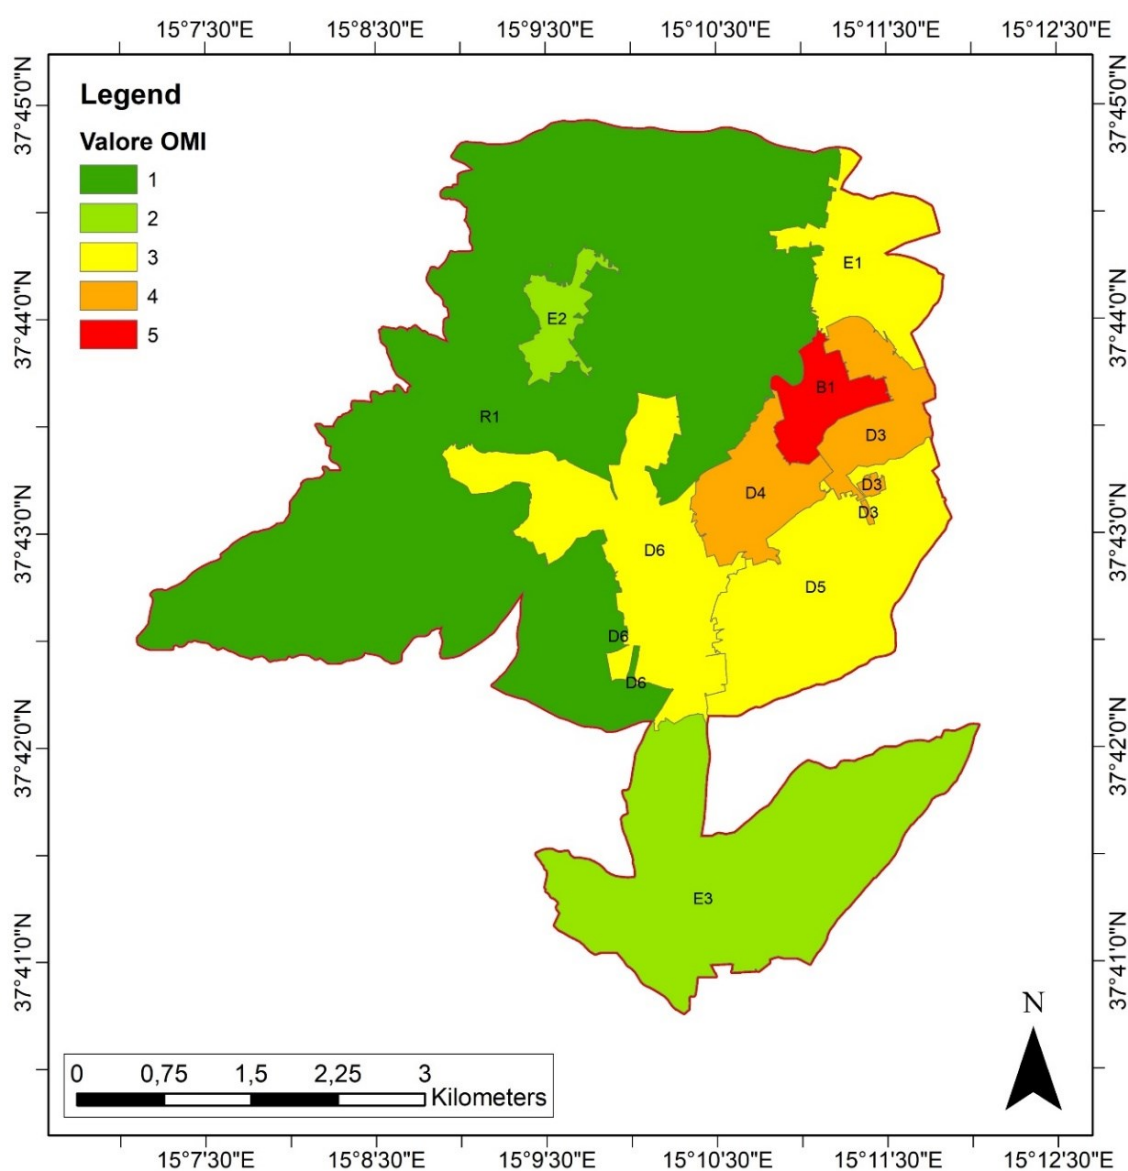 15°7'30"E 15°8'30"E 15°9'30"E 15°10'30"E 15°11'30"E 15°12'30"E
37°45'0"N 37°45'0"N
Legend
Valore OMI
1
2
3
4
5
E1
37°44'0"N E2 37°44'0"N
B1
R1
D3
D3
D4
D3
37°43'0"N 37°43'0"N
D6
D5
D6
D6
37°42'0"N 37°42'0"N
E3
37°41'0"N 37°41'0"N
N
0 0,75 1,5 2,25 3
Kilometers
15°7'30"E 15°8'30"E 15°9'30"E 15°10'30"E 15°11'30"E 15°12'30"E